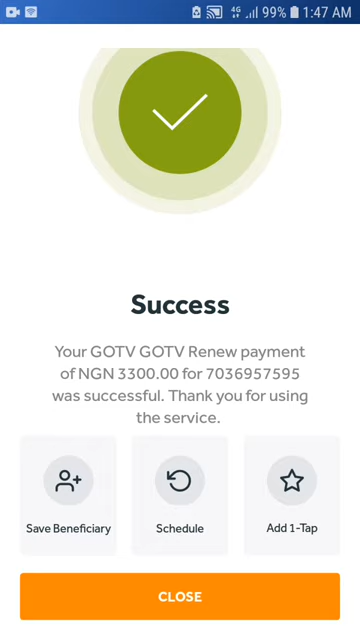 4G 99% 1:47 AM
Success
Your GOTV GOTV Renew payment
of NGN 3300.00 for 7036957595
was successful. Thank you for using
the service.
Save Beneficiary
Schedule
Add 1-Tap
CLOSE